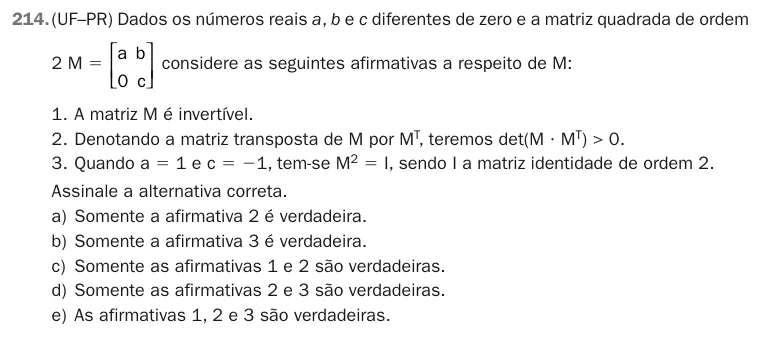 214. (UF–PR) Dados os números reais a, b e c diferentes de zero e a matriz quadrada de ordem
2 M = [a b
0 c] considere as seguintes afirmativas a respeito de M:
1. A matriz M é invertível.
2. Denotando a matriz transposta de M por Mᵀ, teremos det(M · Mᵀ) > 0.
3. Quando a = 1 e c = −1, tem-se M² = I, sendo I a matriz identidade de ordem 2.
Assinale a alternativa correta.
a) Somente a afirmativa 2 é verdadeira.
b) Somente a afirmativa 3 é verdadeira.
c) Somente as afirmativas 1 e 2 são verdadeiras.
d) Somente as afirmativas 2 e 3 são verdadeiras.
e) As afirmativas 1, 2 e 3 são verdadeiras.